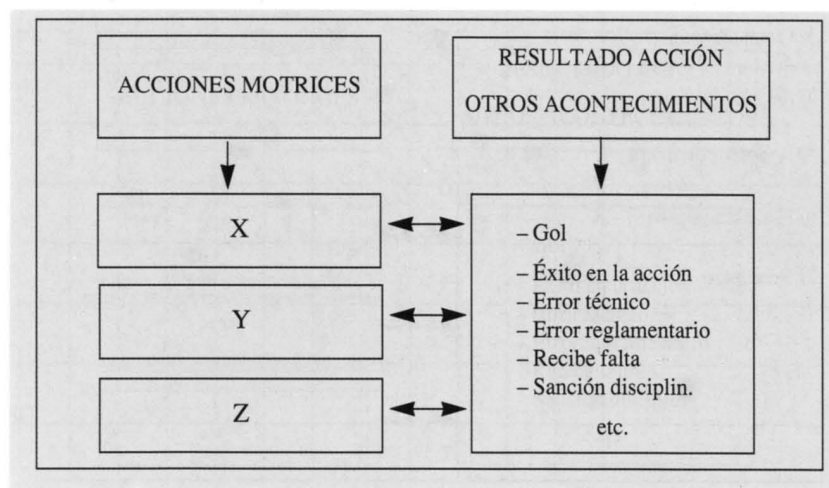 ACCIONES MOTRICES
RESULTADO ACCIÓN
OTROS ACONTECIMIENTOS
X
Y
Z
– Gol
– Éxito en la acción
– Error técnico
– Error reglamentario
– Recibe falta
– Sanción disciplin.
etc.